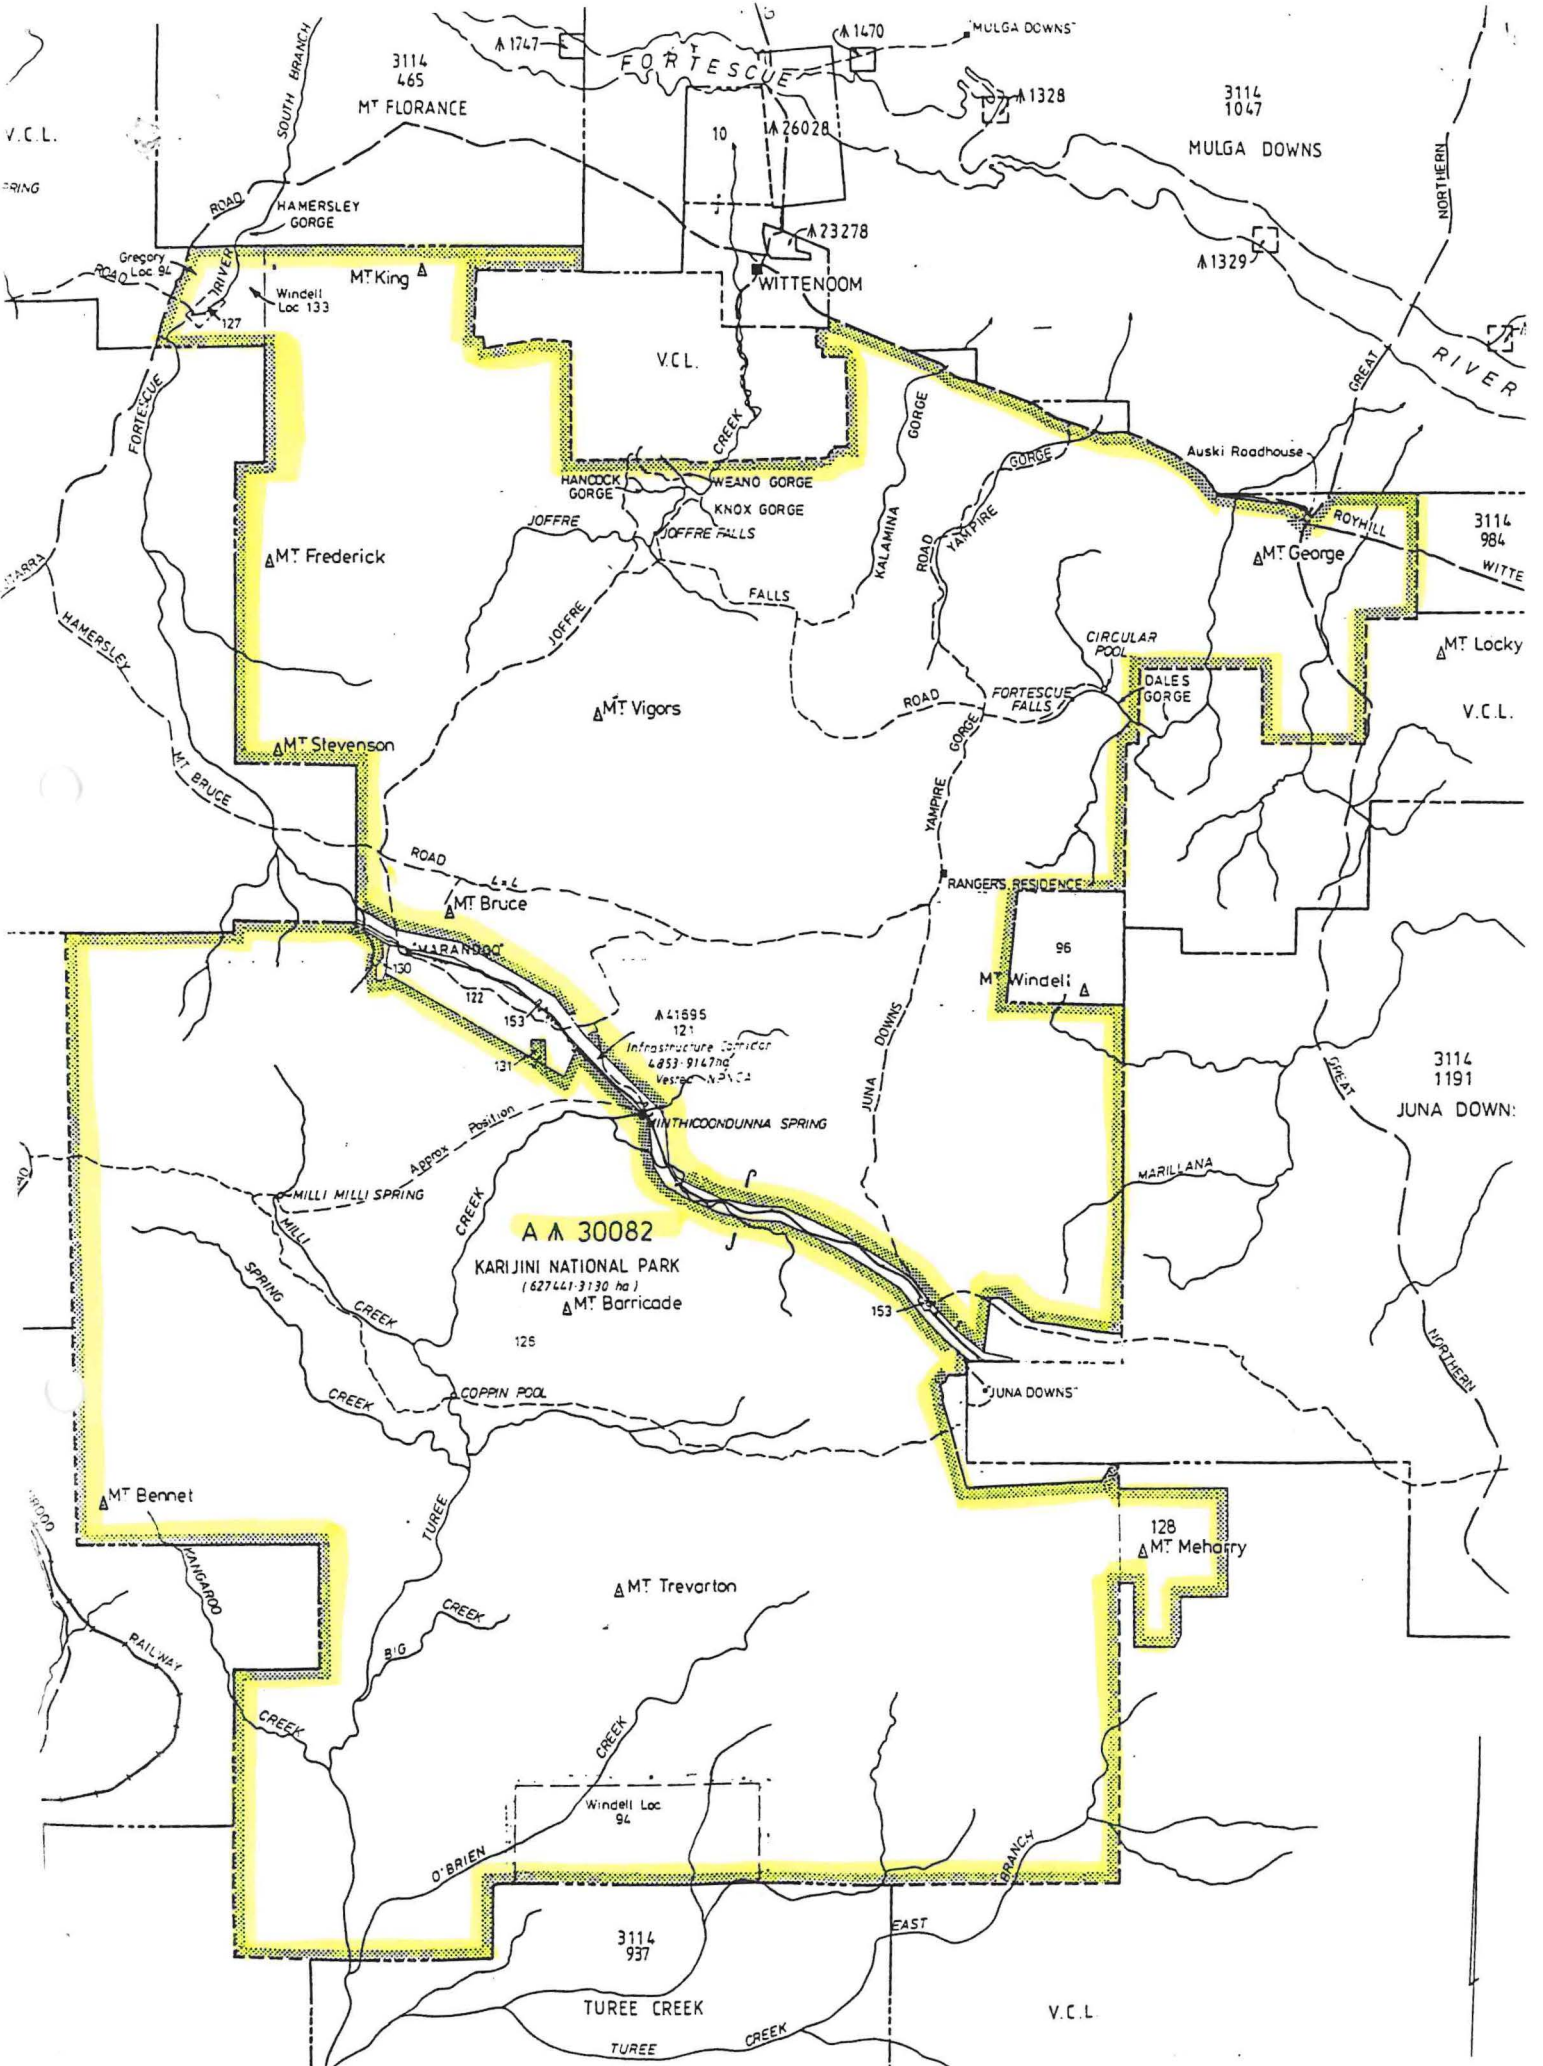 1747
1470
"MULGA DOWNS"
FORTESCUE
3114
465
MT FLORANCE
SOUTH BRANCH
1328
3114
1047
MULGA DOWNS
V.C.L.
10
26028
NORTHERN
ROAD
HAMERSLEY
GORGE
23278
1329
Gregory
Loc 94
ROAD
RIVER
MT King
WITTENOOM
Windell
Loc 133
127
V.C.L.
GREAT
RIVER
FORTESCUE
CREEK
GORGE
GORGE
Auski Roadhouse
HANCOCK
GORGE
WEANO GORGE
KNOX GORGE
JOFFRE
JOFFRE FALLS
KALAMINA
ROAD
YAMPIRE
ROYHILL
3114
984
MT Frederick
MT George
WITTE
FALLS
HAMERSLEY
JOFFRE
CIRCULAR
POOL
MT Locky
DALES
GORGE
FORTESCUE
FALLS
ROAD
MT Vigors
GORGE
V.C.L.
MT Stevenson
MT BRUCE
YAMPIRE
ROAD
4x4
RANGERS RESIDENCE
MT Bruce
"MARANDOO"
96
130
MT Windell
122
153
41695
121
Infrastructure Corridor
4853·9147ha
Vested NPNCA
131
DOWNS
JUNA
GREAT
3114
1191
JUNA DOWN
Approx Position
MINTHICOONDUNNA SPRING
MARILLANA
MILLI MILLI SPRING
CREEK
MILLI
A 30082
KARIJINI NATIONAL PARK
(627441·3130 ha)
SPRING
CREEK
MT Barricade
153
125
NORTHERN
CREEK
COPPIN POOL
"JUNA DOWNS"
MT Bennet
TUREE
128
MT Meharry
KANGAROO
MT Trevarton
CREEK
BIG
RAILWAY
CREEK
CREEK
Windell Loc
94
O'BRIEN
BRANCH
EAST
3114
937
TUREE CREEK
V.C.L.
TUREE
CREEK